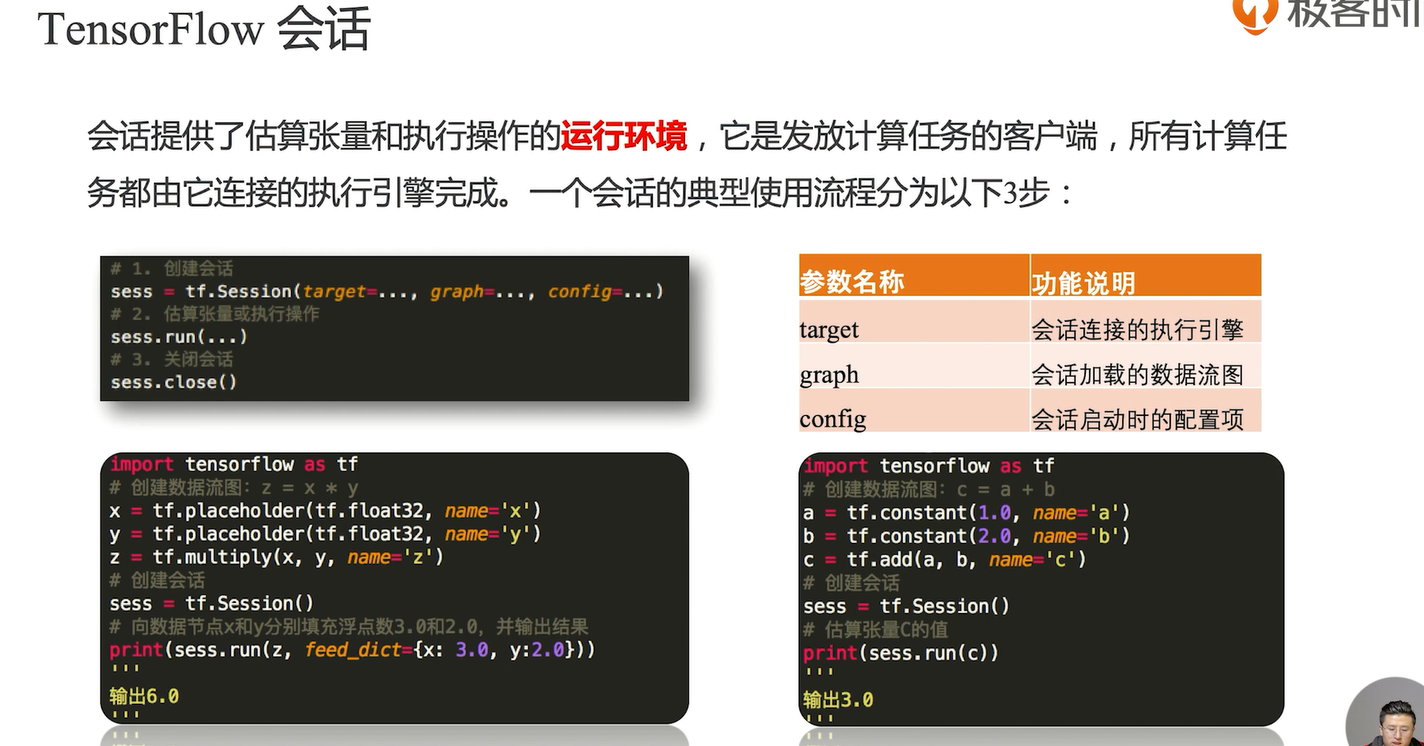 TensorFlow 会话
极客时
会话提供了估算张量和执行操作的运行环境，它是发放计算任务的客户端，所有计算任
务都由它连接的执行引擎完成。一个会话的典型使用流程分为以下3步：
# 1. 创建会话
sess = tf.Session(target=..., graph=..., config=...)
# 2. 估算张量或执行操作
sess.run(...)
# 3. 关闭会话
sess.close()
参数名称 功能说明
target 会话连接的执行引擎
graph 会话加载的数据流图
config 会话启动时的配置项
import tensorflow as tf
# 创建数据流图：z = x * y
x = tf.placeholder(tf.float32, name='x')
y = tf.placeholder(tf.float32, name='y')
z = tf.multiply(x, y, name='z')
# 创建会话
sess = tf.Session()
# 向数据节点x和y分别填充浮点数3.0和2.0，并输出结果
print(sess.run(z, feed_dict={x: 3.0, y:2.0}))
'''
输出6.0
'''
import tensorflow as tf
# 创建数据流图：c = a + b
a = tf.constant(1.0, name='a')
b = tf.constant(2.0, name='b')
c = tf.add(a, b, name='c')
# 创建会话
sess = tf.Session()
# 估算张量C的值
print(sess.run(c))
'''
输出3.0
'''